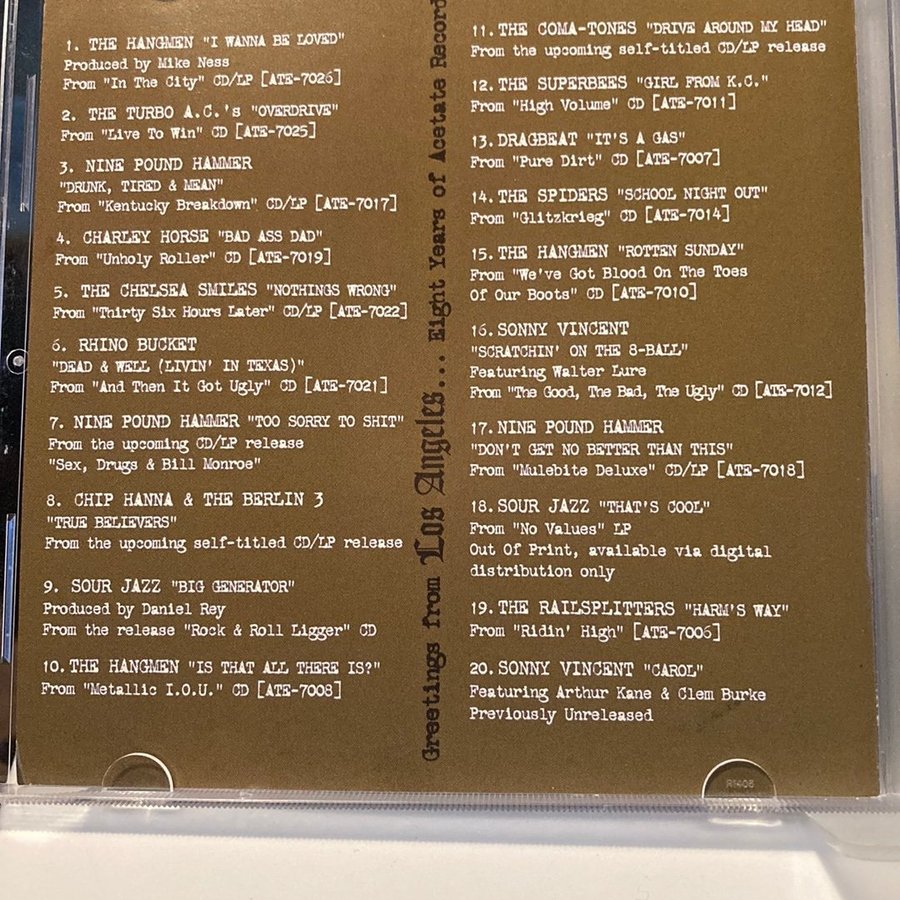 1. THE HANGMEN "I WANNA BE LOVED"
Produced by Mike Ness
From "In The City" CD/LP [ATE-7026]
2. THE TURBO A.C.'s "OVERDRIVE"
From "Live To Win" CD [ATE-7025]
3. NINE POUND HAMMER
"DRUNK, TIRED & MEAN"
From "Kentucky Breakdown" CD/LP [ATE-7017]
4. CHARLEY HORSE "BAD ASS DAD"
From "Unholy Roller" CD [ATE-7019]
5. THE CHELSEA SMILES "NOTHINGS WRONG"
From "Thirty Six Hours Later" CD/LP [ATE-7022]
6. RHINO BUCKET
"DEAD & WELL (LIVIN' IN TEXAS)"
From "And Then It Got Ugly" CD [ATE-7021]
7. NINE POUND HAMMER "TOO SORRY TO SHIT"
From the upcoming CD/LP release
"Sex, Drugs & Bill Monroe"
8. CHIP HANNA & THE BERLIN 3
"TRUE BELIEVERS"
From the upcoming self-titled CD/LP release
9. SOUR JAZZ "BIG GENERATOR"
Produced by Daniel Rey
From the release "Rock & Roll Ligger" CD
10. THE HANGMEN "IS THAT ALL THERE IS?"
From "Metallic I.O.U." CD [ATE-7008]
Greetings from Los Angeles... Eight Years of Acetate Record
11. THE COMA-TONES "DRIVE AROUND MY HEAD"
From the upcoming self-titled CD/LP release
12. THE SUPERBEES "GIRL FROM K.C."
From "High Volume" CD [ATE-7011]
13. DRAGBEAT "IT'S A GAS"
From "Pure Dirt" CD [ATE-7007]
14. THE SPIDERS "SCHOOL NIGHT OUT"
From "Glitzkrieg" CD [ATE-7014]
15. THE HANGMEN "ROTTEN SUNDAY"
From "We've Got Blood On The Toes
Of Our Boots" CD [ATE-7010]
16. SONNY VINCENT
"SCRATCHIN' ON THE 8-BALL"
Featuring Walter Lure
From "The Good, The Bad, The Ugly" CD [ATE-7012]
17. NINE POUND HAMMER
"DON'T GET NO BETTER THAN THIS"
From "Mulebite Deluxe" CD/LP [ATE-7018]
18. SOUR JAZZ "THAT'S COOL"
From "No Values" LP
Out Of Print, available via digital
distribution only
19. THE RAILSPLITTERS "HARM'S WAY"
From "Ridin' High" [ATE-7006]
20. SONNY VINCENT "CAROL"
Featuring Arthur Kane & Clem Burke
Previously Unreleased